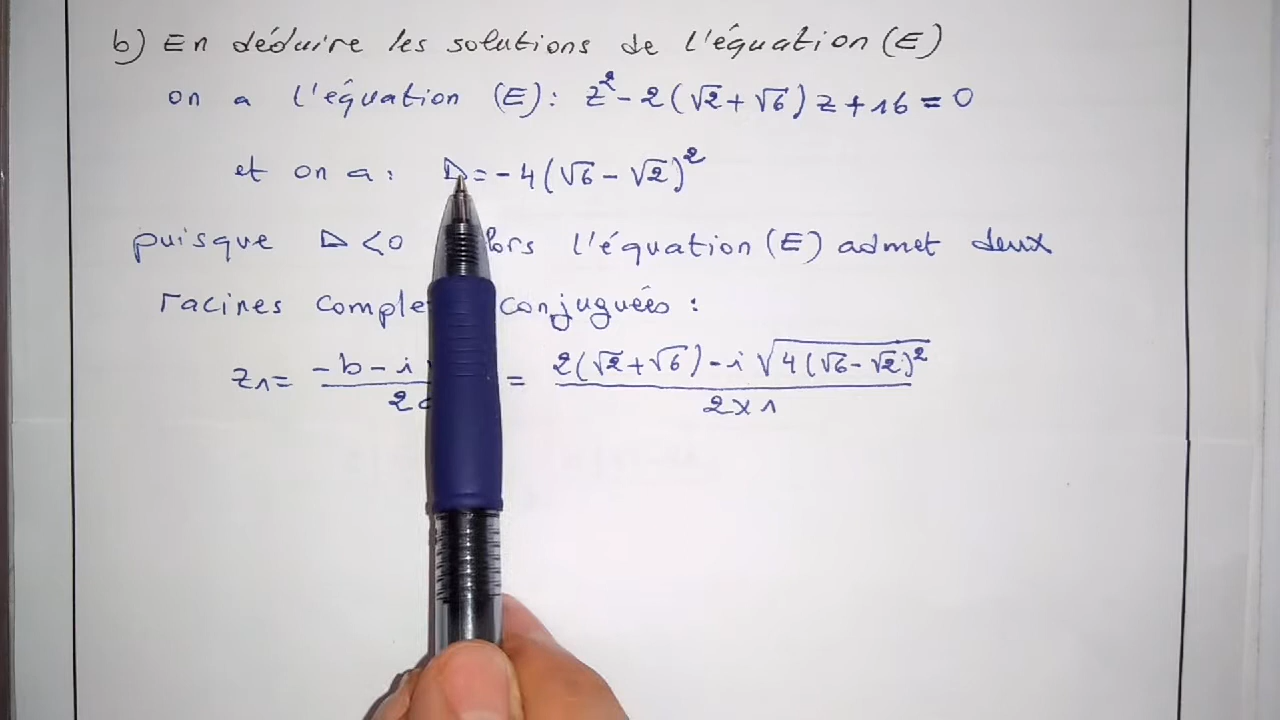 b) En déduire les solutions de l'équation (E)
on a l'équation (E): z² - 2(√2 + √6) z + 16 = 0
et on a: Δ = - 4(√6 - √2)²
puisque Δ < 0 l'équation (E) admet deux
racines conjuguées :
z₁ = (-b - i / 2 = (2(√2 + √6) - i √(4(√6 - √2)²)) / (2 x 1)